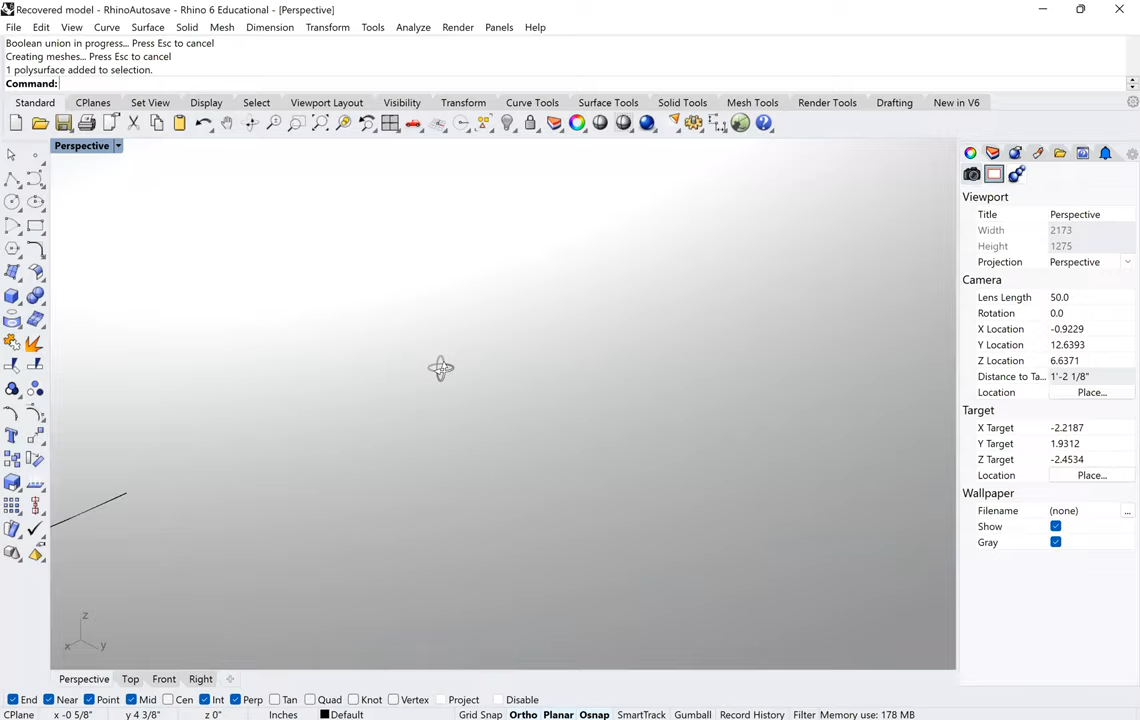 Recovered model - RhinoAutosave - Rhino 6 Educational - [Perspective]
File Edit View Curve Surface Solid Mesh Dimension Transform Tools Analyze Render Panels Help
Boolean union in progress... Press Esc to cancel
Creating meshes... Press Esc to cancel
1 polysurface added to selection.
Command:
Standard CPlanes Set View Display Select Viewport Layout Visibility Transform Curve Tools Surface Tools Solid Tools Mesh Tools Render Tools Drafting New in V6
Perspective
Viewport
Title Perspective
Width 2173
Height 1275
Projection Perspective
Camera
Lens Length 50.0
Rotation 0.0
X Location -0.9229
Y Location 12.6393
Z Location 6.6371
Distance to Ta... 1'-2 1/8"
Location Place...
Target
X Target -2.2187
Y Target 1.9312
Z Target -2.4534
Location Place...
Wallpaper
Filename (none) ...
Show
Gray
z
x y
Perspective Top Front Right
End Near Point Mid Cen Int Perp Tan Quad Knot Vertex Project Disable
CPlane x -0 5/8" y 4 3/8" z 0" Inches Default Grid Snap Ortho Planar Osnap SmartTrack Gumball Record History Filter Memory use: 178 MB